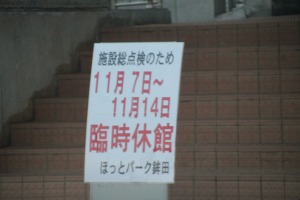 施設総点検のため
11月7日～
11月14日
臨時休館
ほっとパーク鉾田